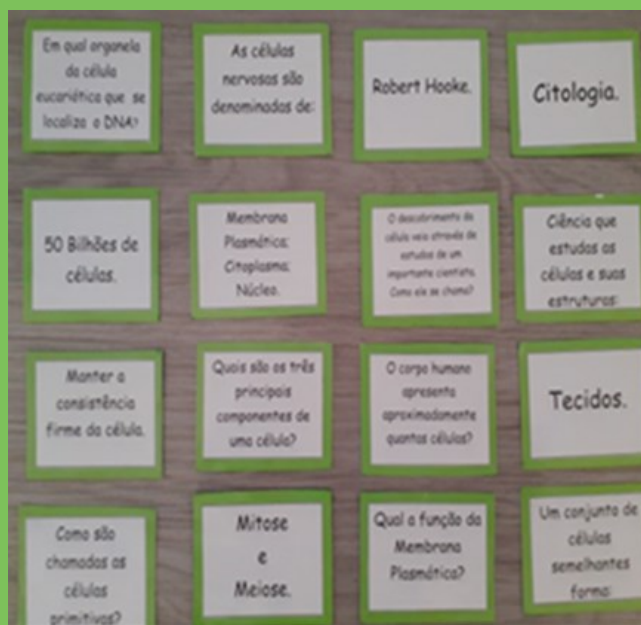 Em qual organela
da célula
eucariótica que se
localiza o DNA?
As células
nervosas são
denominadas de:
Robert Hooke.
Citologia.
50 Bilhões de
células.
Membrana
Plasmática;
Citoplasma;
Núcleo.
O descobrimento da
célula veio através de
estudos de um
importante cientista.
Como ele se chama?
Ciência que
estudas as
células e suas
estruturas:
Manter a
consistência
firme da célula.
Quais são os três
principais
componentes de
uma célula?
O corpo humano
apresenta
aproximadamente
quantas células?
Tecidos.
Como são
chamadas as
células
primitivas?
Mitose
e
Meiose.
Qual a função da
Membrana
Plasmática?
Um conjunto de
células
semelhantes
forma: